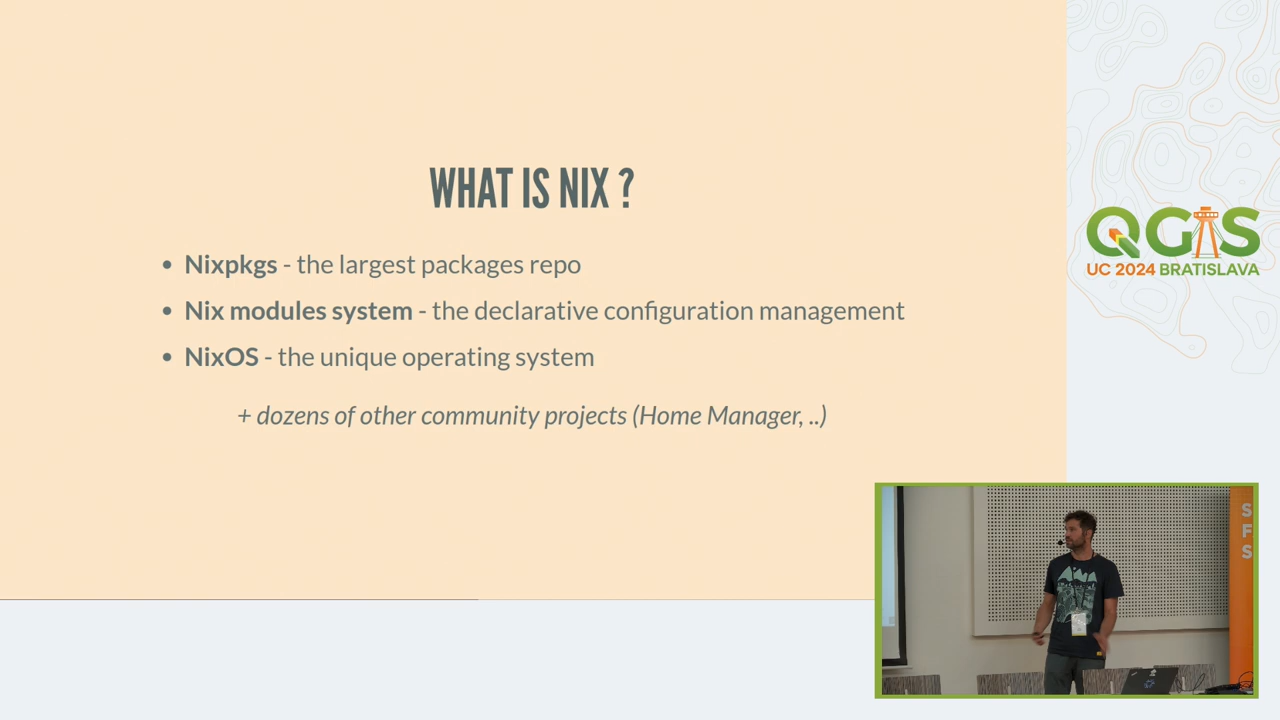 WHAT IS NIX ?
Nixpkgs - the largest packages repo
Nix modules system - the declarative configuration management
NixOS - the unique operating system
+ dozens of other community projects (Home Manager, ..)
QGIS
UC 2024 BRATISLAVA
S
F
S